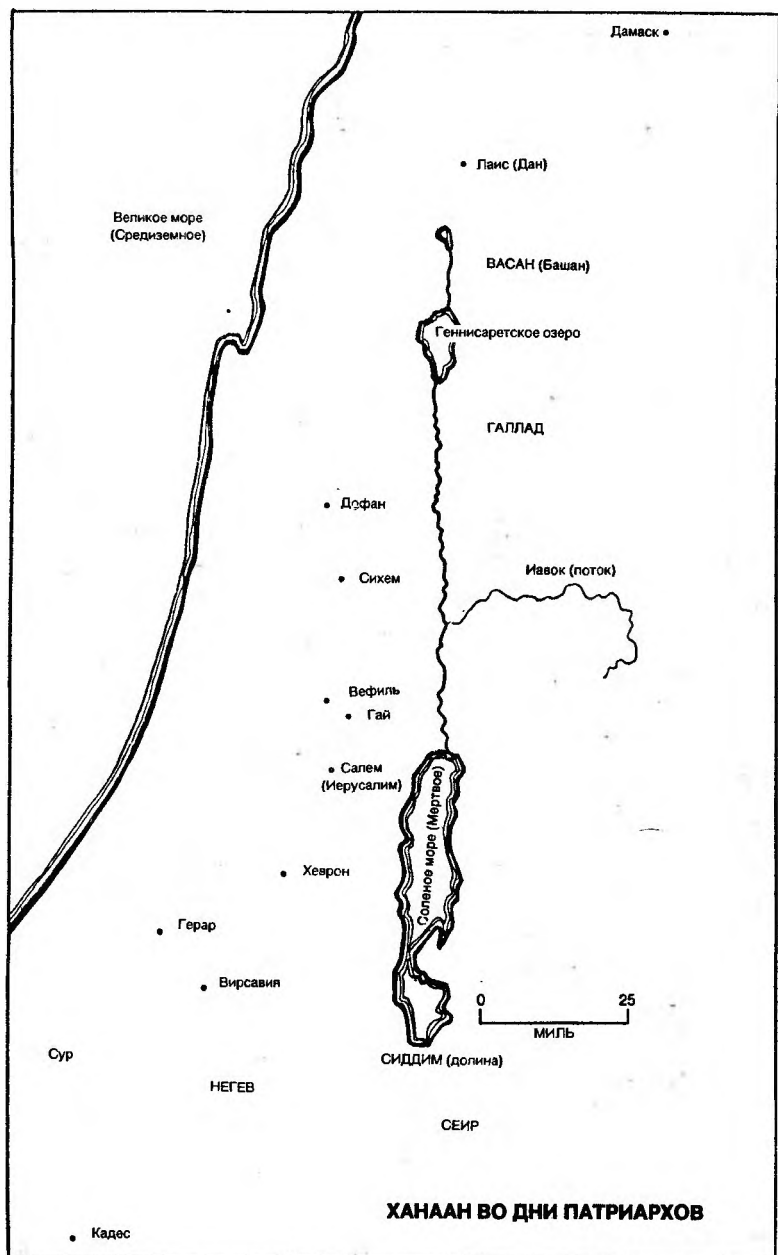 Дамаск
Лаис (Дан)
Великое море
(Средиземное)
ВАСАН (Башан)
Геннисаретское озеро
ГАЛЛАД
Дофан
Иавок (поток)
Сихем
Вефиль
Гай
Салем
(Иерусалим)
Соленое море (Мертвое)
Хеврон
Герар
Вирсавия
0 25
МИЛЬ
Сур
СИДДИМ (долина)
НЕГЕВ
СЕИР
ХАНААН ВО ДНИ ПАТРИАРХОВ
Кадес